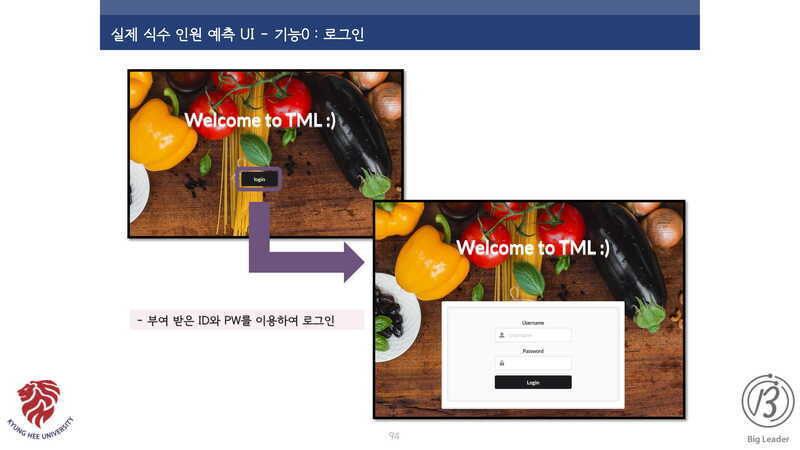 실제 식수 인원 예측 UI - 기능0 : 로그인
Welcome to TML :)
login
Welcome to TML :)
Username
Username
Password
Login
- 부여 받은 ID와 PW를 이용하여 로그인
KYUNG HEE UNIVERSITY
94
Big Leader